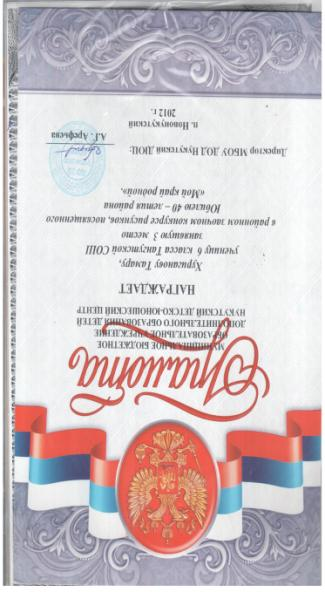 Грамота
МУНИЦИПАЛЬНОЕ БЮДЖЕТНОЕ
ОБРАЗОВАТЕЛЬНОЕ УЧРЕЖДЕНИЕ
ДОПОЛНИТЕЛЬНОГО ОБРАЗОВАНИЯ ДЕТЕЙ
НУКУТСКИЙ ДЕТСКО-ЮНОШЕСКИЙ ЦЕНТР
НАГРАЖДАЕТ
Хуриганову Тамару,
ученицу 6 класса Тангутской СОШ
занявшую 3 место
в районном заочном конкурсе рисунков, посвященного
Юбилею 40 – летия района
«Мой край родной».
Директор МБОУ ДОД Нукутский ДЮЦ: А.Г. Арефьева
п. Новонукутский
2012 г.